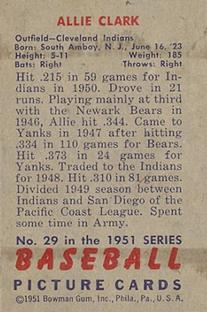 ALLIE CLARK
Outfield—Cleveland Indians
Born: South Amboy, N. J., June 16, '23
Height: 5-11 Weight: 185
Bats: Right Throws: Right
Hit .215 in 59 games for In-
dians in 1950. Drove in 21
runs. Playing mainly at third
with the Newark Bears in
1946, Allie hit .344. Came
to Yanks in 1947 after hitting
.334 in 110 games for Bears.
Hit .373 in 24 games for
Yanks. Traded to the Indians
for 1948. Hit .310 in 81 games.
Divided 1949 season between
Indians and San Diego of the
Pacific Coast League. Spent
some time in Army.
No. 29 in the 1951 SERIES
BASEBALL
PICTURE CARDS
©1951 Bowman Gum, Inc., Phila., Pa., U. S. A.